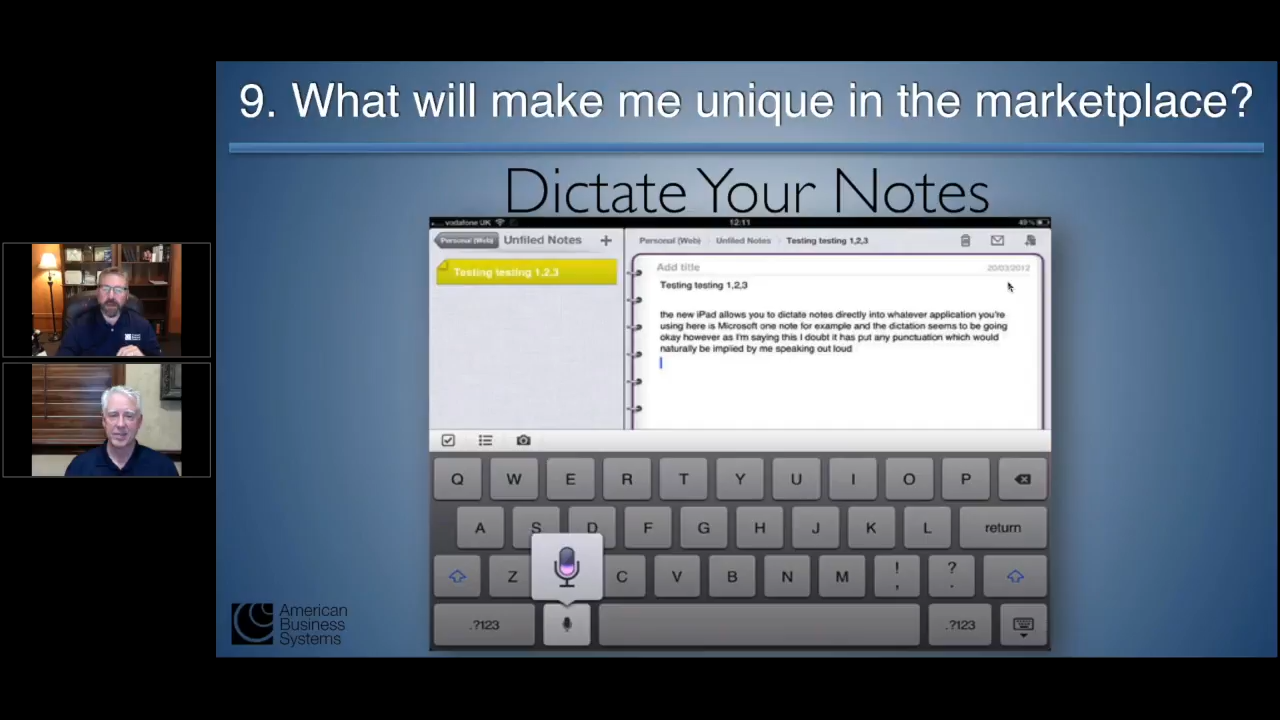 9. What will make me unique in the marketplace?
Dictate Your Notes
vodafone UK
12:11
49%
Personal (Web)
Unfiled Notes
+
Personal (Web)
Unfiled Notes
Testing testing 1,2,3
Testing testing 1,2,3
Add title
20/03/2012
Testing testing 1,2,3
the new iPad allows you to dictate notes directly into whatever application you're
using here is Microsoft one note for example and the dictation seems to be going
okay however as I'm saying this I doubt it has put any punctuation which would
naturally be implied by me speaking out loud
Q W E R T Y U I O P
A S D F G H J K L return
Z C V B N M ! , ? .
.?123 .?123
American
Business
Systems